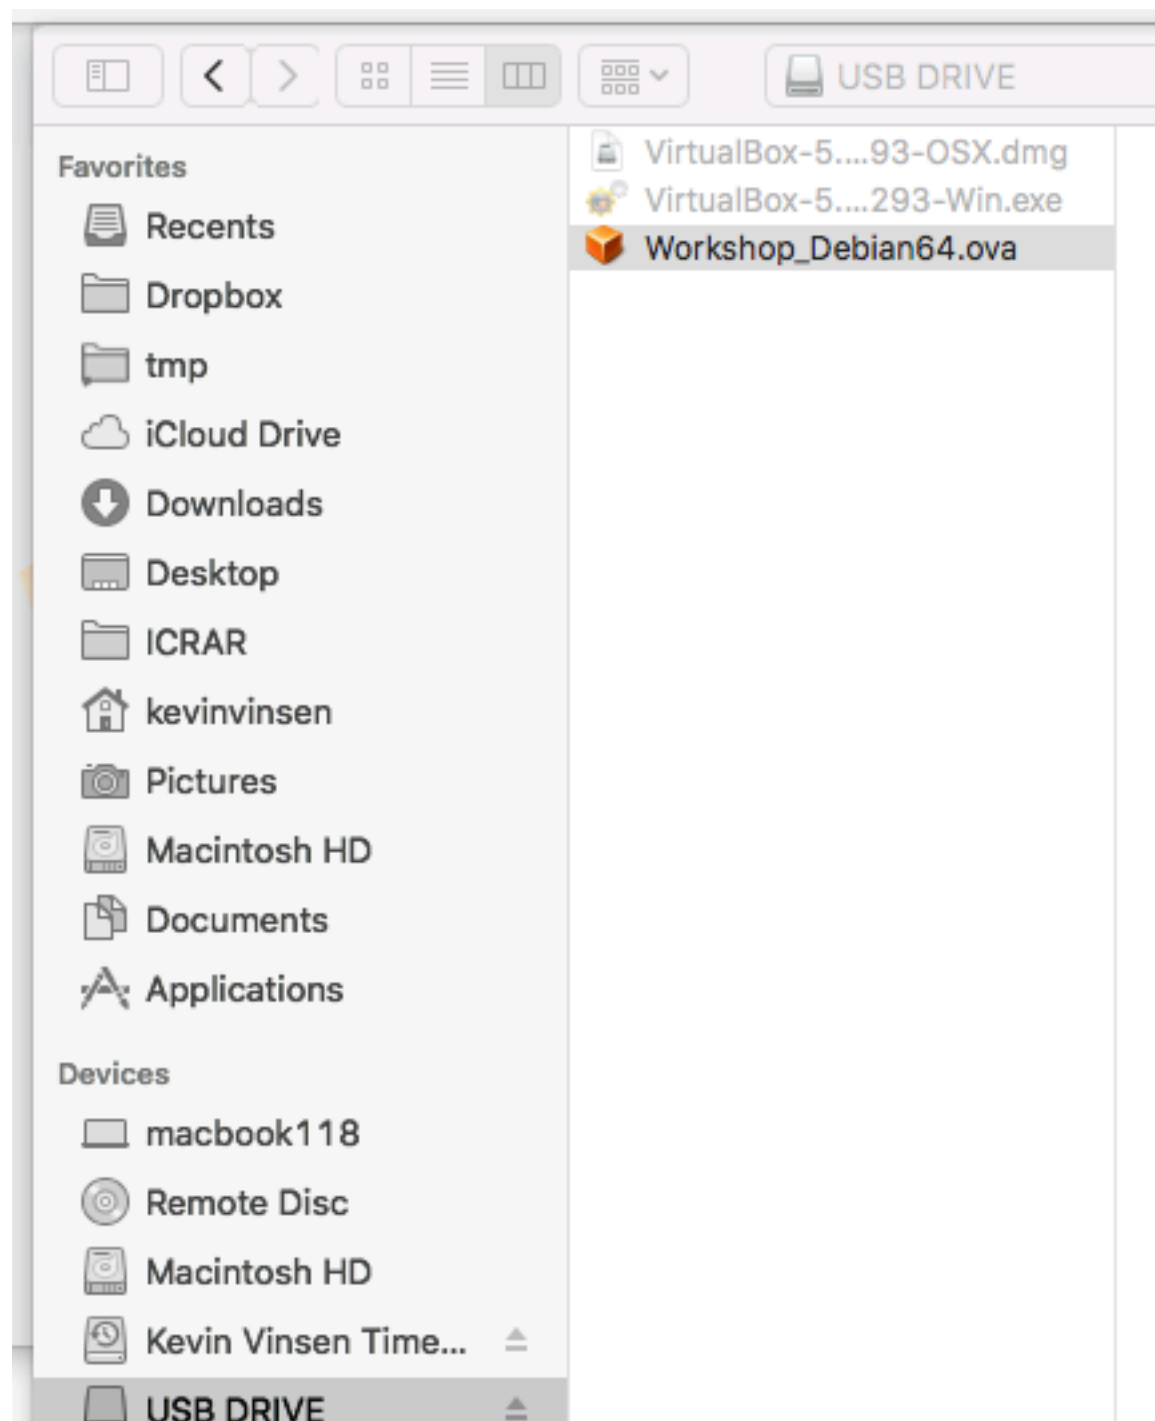 USB DRIVE
Favorites
Recents
Dropbox
tmp
iCloud Drive
Downloads
Desktop
ICRAR
kevinvinsen
Pictures
Macintosh HD
Documents
Applications
Devices
macbook118
Remote Disc
Macintosh HD
Kevin Vinsen Time...
USB DRIVE
VirtualBox-5....93-OSX.dmg
VirtualBox-5....293-Win.exe
Workshop_Debian64.ova